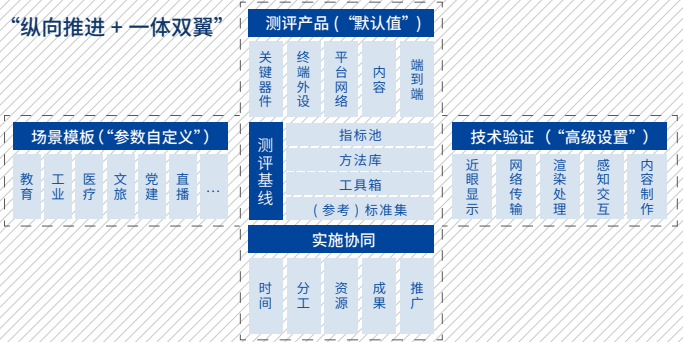 “纵向推进 + 一体双翼”
测评产品（“默认值”）
关键器件
终端外设
平台网络
内容
端到端
场景模板（“参数自定义”）
教育
工业
医疗
文旅
党建
直播
...
测评基线
指标池
方法库
工具箱
(参考) 标准集
技术验证（“高级设置”）
近眼显示
网络传输
渲染处理
感知交互
内容制作
实施协同
时间
分工
资源
成果
推广